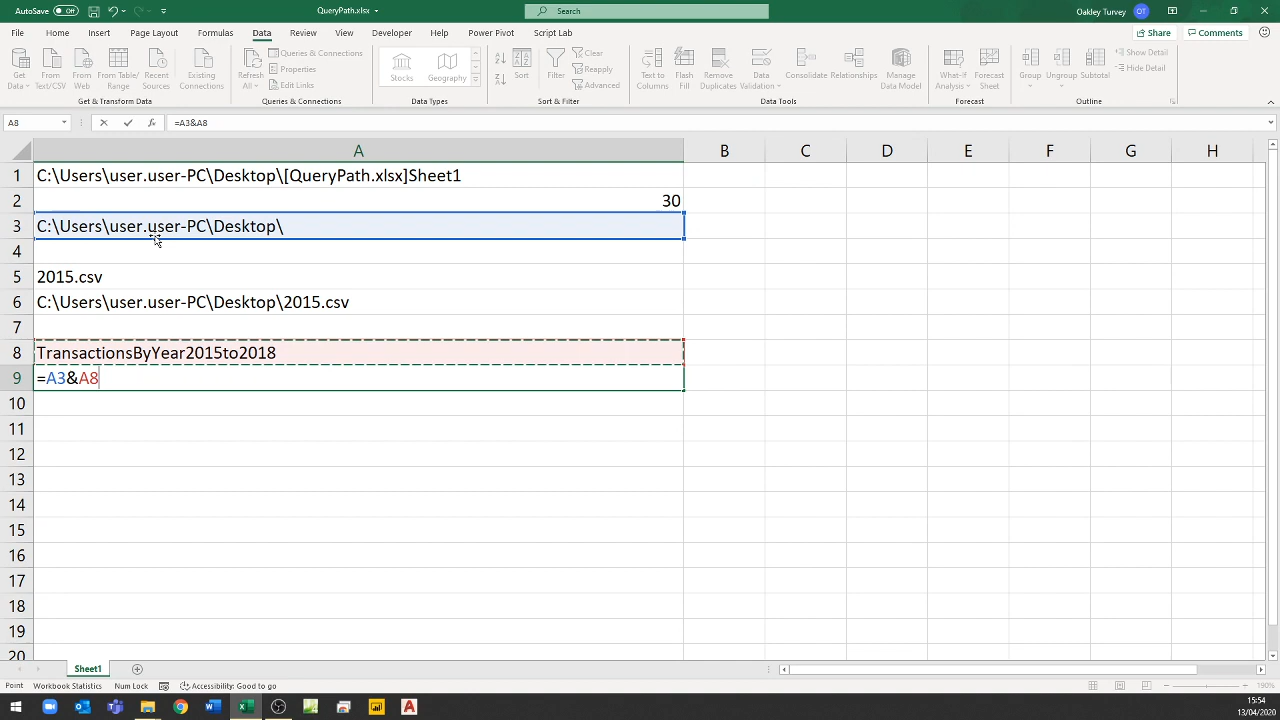 AutoSave Off QueryPath.xlsx Search Oakley Turvey OT
File Home Insert Page Layout Formulas Data Review View Developer Help Power Pivot Script Lab Share Comments
Get Data From Text/CSV From Web From Table/Range Recent Sources Existing Connections Refresh All Queries & Connections Properties Edit Links Stocks Geography Sort Filter Clear Reapply Advanced Text to Columns Flash Fill Remove Duplicates Data Validation Consolidate Relationships Manage Data Model What-If Analysis Forecast Sheet Group Ungroup Subtotal Show Detail Hide Detail
Get & Transform Data Queries & Connections Data Types Sort & Filter Data Tools Forecast Outline
A8 fx =A3&A8
A B C D E F G H
1 C:\Users\user.user-PC\Desktop\[QueryPath.xlsx]Sheet1
2 30
3 C:\Users\user.user-PC\Desktop\
4
5 2015.csv
6 C:\Users\user.user-PC\Desktop\2015.csv
7
8 TransactionsByYear2015to2018
9 =A3&A8
10
11
12
13
14
15
16
17
18
19
20
Sheet1
Point Workbook Statistics Num Lock Accessibility: Good to go 190%
15:54
13/04/2020